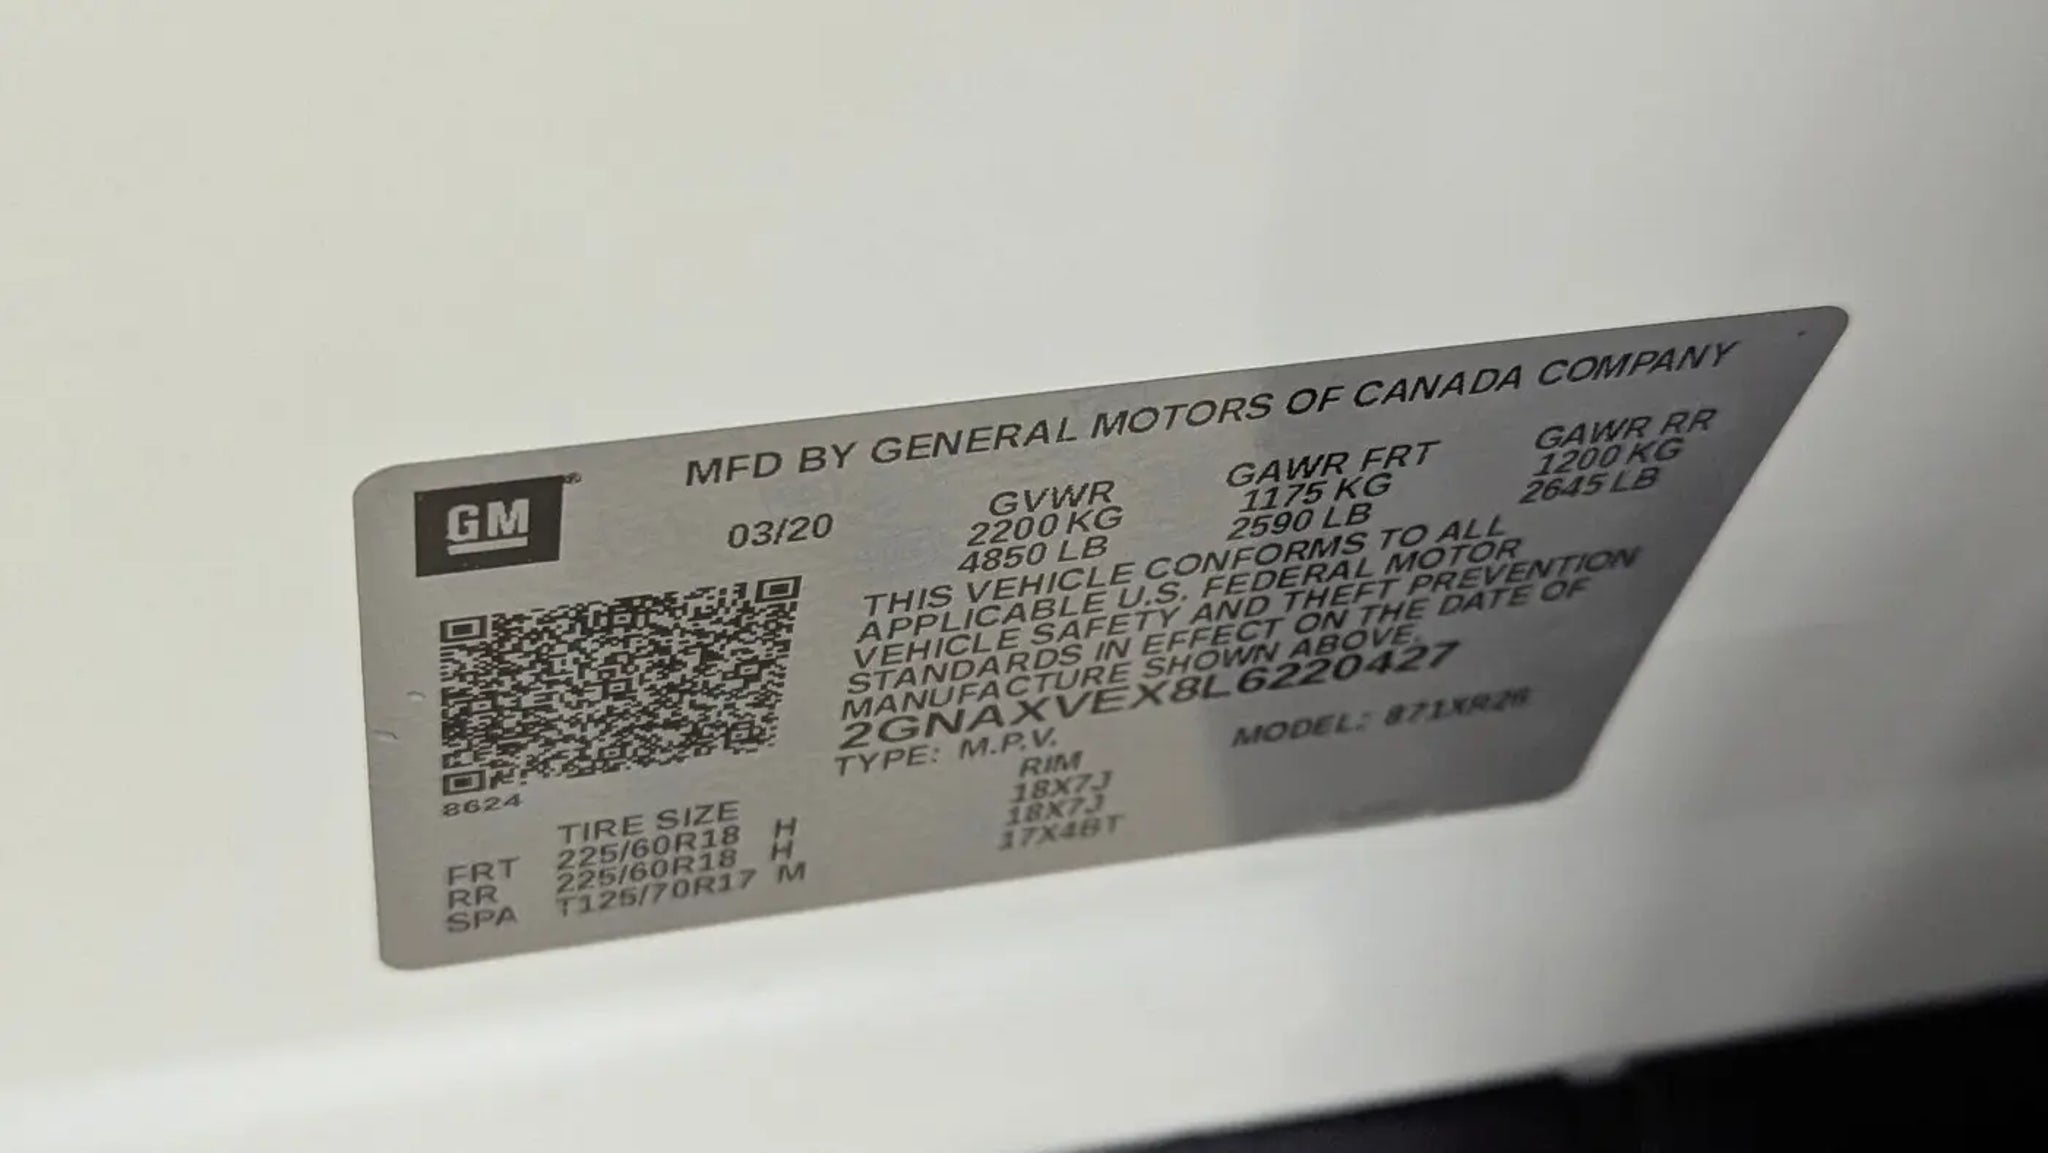 MFD BY GENERAL MOTORS OF CANADA COMPANY
GM®
03/20
GVWR GAWR FRT GAWR RR
2200 KG 1175 KG 1200 KG
4850 LB 2590 LB 2645 LB
THIS VEHICLE CONFORMS TO ALL
APPLICABLE U.S. FEDERAL MOTOR
VEHICLE SAFETY AND THEFT PREVENTION
STANDARDS IN EFFECT ON THE DATE OF
MANUFACTURE SHOWN ABOVE.
2GNAXVEX8L6220427
TYPE: M.P.V. MODEL: 871XR26
8624
TIRE SIZE RIM
FRT 225/60R18 H 18X7J
RR 225/60R18 H 18X7J
SPA T125/70R17 M 17X4BT